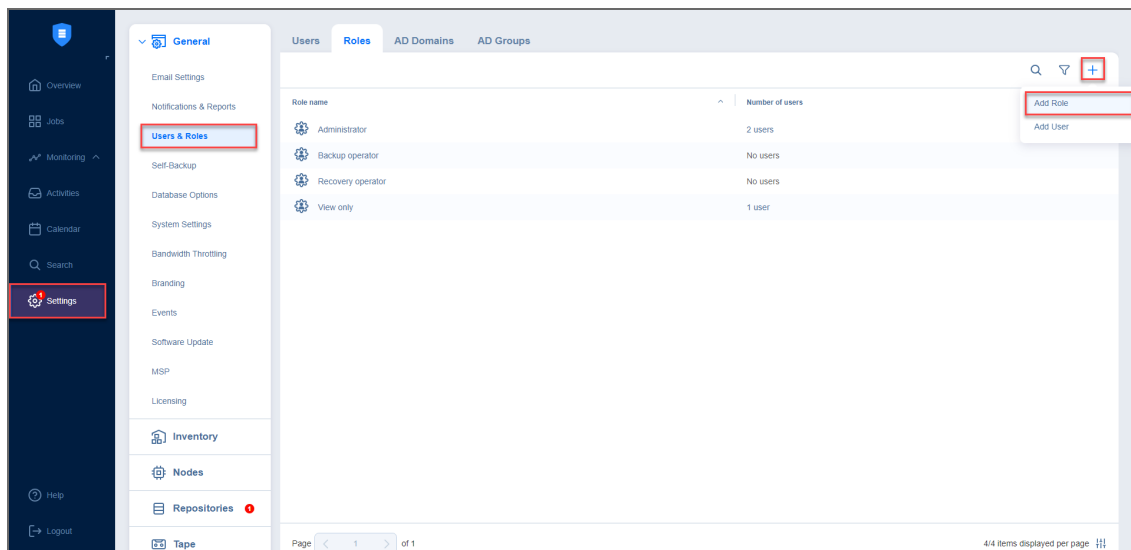 Overview
Jobs
Monitoring
Activities
Calendar
Search
1
Settings
Help
Logout
General
Email Settings
Notifications & Reports
Users & Roles
Self-Backup
Database Options
System Settings
Bandwidth Throttling
Branding
Events
Software Update
MSP
Licensing
Inventory
Nodes
Repositories 1
Tape
Users Roles AD Domains AD Groups
Role name Number of users
Administrator 2 users
Backup operator No users
Recovery operator No users
View only 1 user
Add Role
Add User
Page < 1 > of 1
4/4 items displayed per page